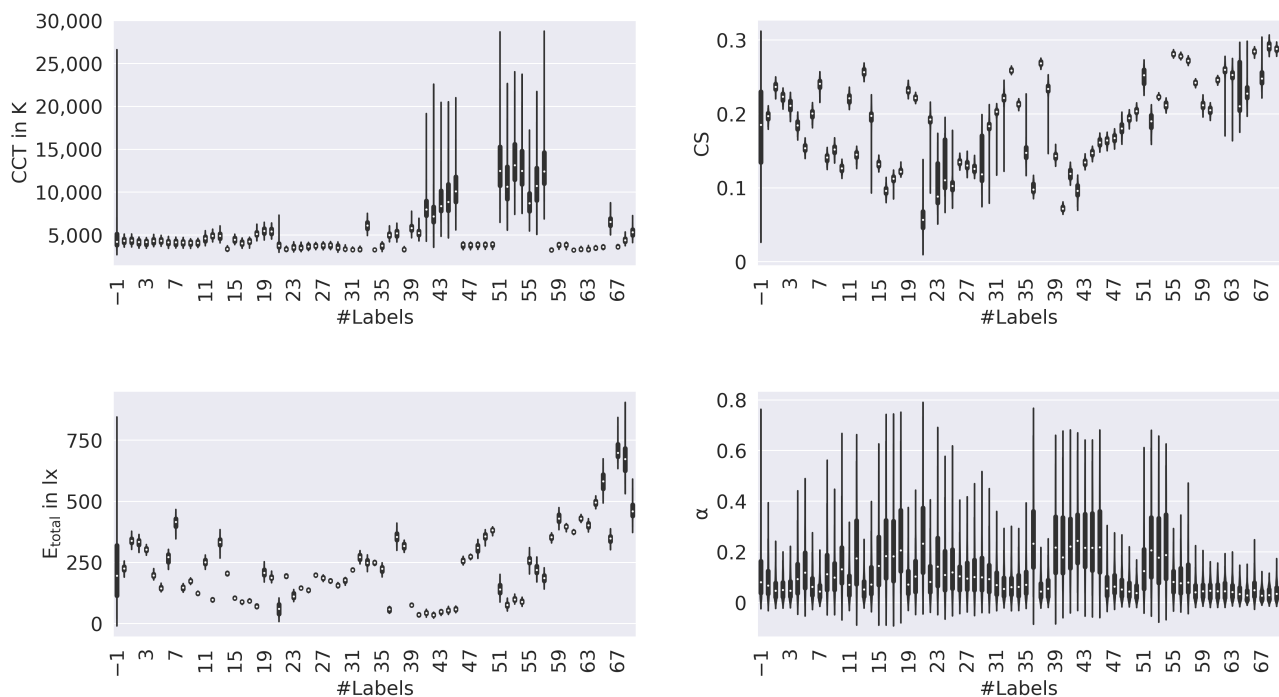 30,000
25,000
20,000
15,000
10,000
5,000
CCT in K
−1 3 7 11 15 19 23 27 31 35 39 43 47 51 55 59 63 67
#Labels
0.3
0.2
0.1
0
CS
−1 3 7 11 15 19 23 27 31 35 39 43 47 51 55 59 63 67
#Labels
750
500
250
0
Etotal in lx
−1 3 7 11 15 19 23 27 31 35 39 43 47 51 55 59 63 67
#Labels
0.8
0.6
0.4
0.2
0
α
−1 3 7 11 15 19 23 27 31 35 39 43 47 51 55 59 63 67
#Labels